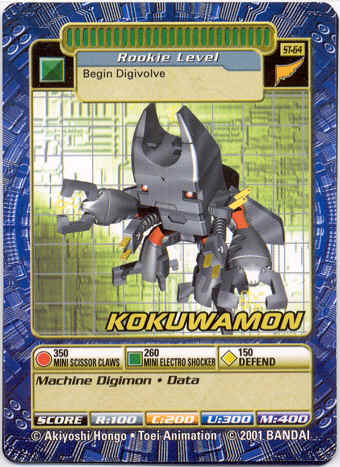 Rookie Level
St-64
Begin Digivolve
KOKUWAMON
350 MINI SCISSOR CLAWS 260 MINI ELECTRO SHOCKER 150 DEFEND
Machine Digimon • Data
SCORE R:100 C:200 U:300 M:400
© Akiyoshi Hongo • Toei Animation © 2001 BANDAI